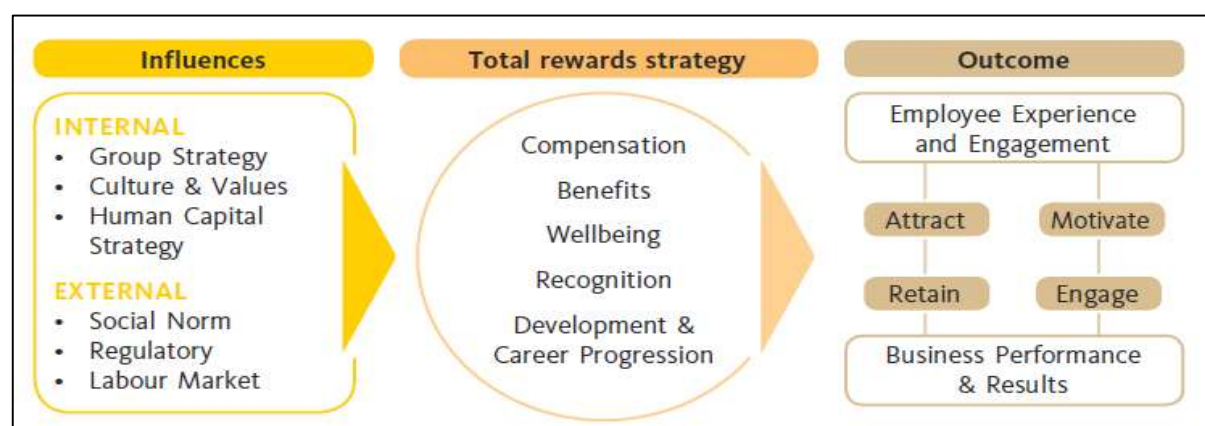 Influences
INTERNAL
• Group Strategy
• Culture & Values
• Human Capital
Strategy
EXTERNAL
• Social Norm
• Regulatory
• Labour Market
Total rewards strategy
Compensation
Benefits
Wellbeing
Recognition
Development &
Career Progression
Outcome
Employee Experience
and Engagement
Attract
Motivate
Retain
Engage
Business Performance
& Results